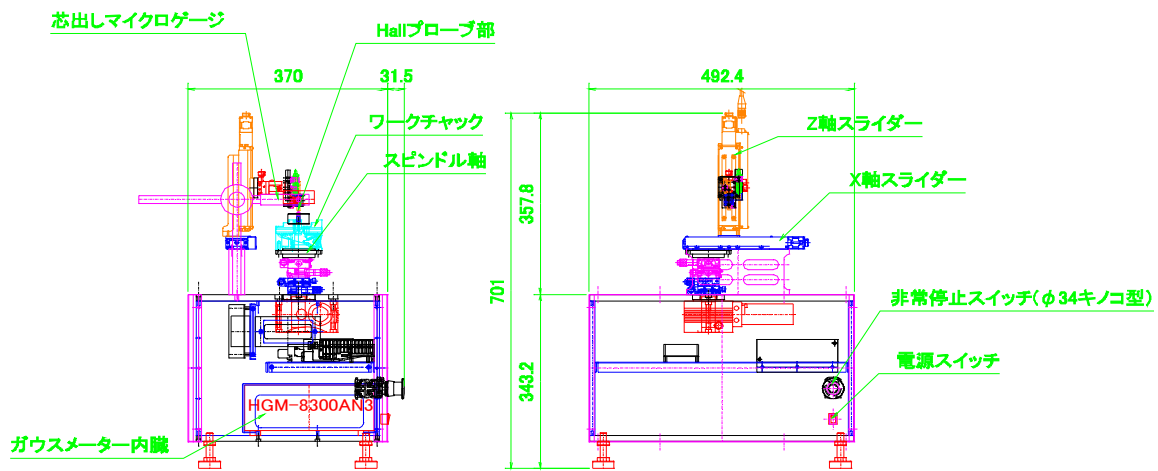 芯出しマイクロゲージ
Hallプローブ部
370
31.5
492.4
ワークチャック
スピンドル軸
Z軸スライダー
X軸スライダー
357.8
701
343.2
非常停止スイッチ(φ34キノコ型)
電源スイッチ
HGM-8300AN3
ガウスメーター内臓